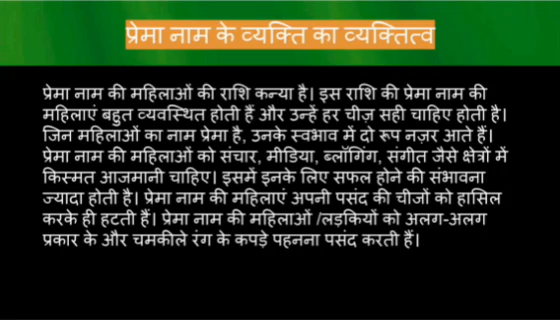 प्रेमा नाम के व्यक्ति का व्यक्तित्व
प्रेमा नाम की महिलाओं की राशि कन्या है। इस राशि की प्रेमा नाम की
महिलाएं बहुत व्यवस्थित होती हैं और उन्हें हर चीज़ सही चाहिए होती है।
जिन महिलाओं का नाम प्रेमा है, उनके स्वभाव में दो रूप नज़र आते हैं।
प्रेमा नाम की महिलाओं को संचार, मीडिया, ब्लॉगिंग, संगीत जैसे क्षेत्रों में
किस्मत आजमानी चाहिए। इसमें इनके लिए सफल होने की संभावना
ज्यादा होती है। प्रेमा नाम की महिलाएं अपनी पसंद की चीजों को हासिल
करके ही हटती हैं। प्रेमा नाम की महिलाओं /लड़कियों को अलग-अलग
प्रकार के और चमकीले रंग के कपड़े पहनना पसंद करती हैं।